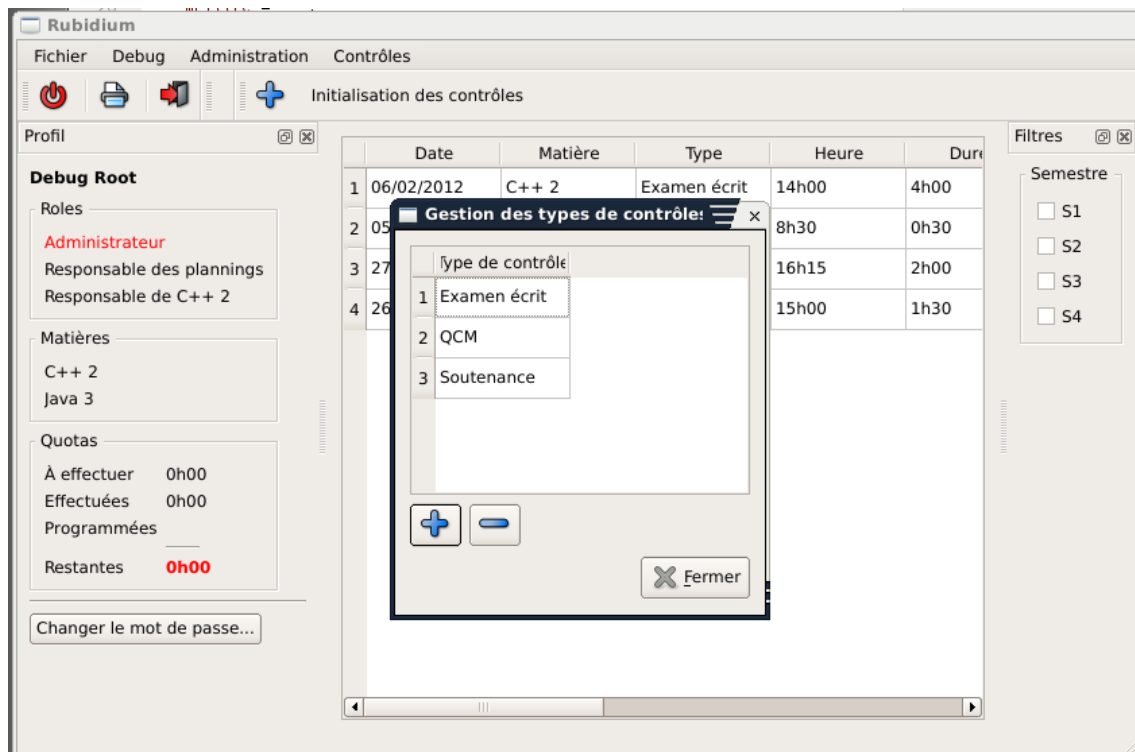 Rubidium
Fichier Debug Administration Contrôles
Initialisation des contrôles
Profil
Debug Root
Roles
Administrateur
Responsable des plannings
Responsable de C++ 2
Matières
C++ 2
Java 3
Quotas
À effectuer 0h00
Effectuées 0h00
Programmées
Restantes 0h00
Changer le mot de passe...
Date Matière Type Heure Duré
1 06/02/2012 C++ 2 Examen écrit 14h00 4h00
2 05 8h30 0h30
3 27 16h15 2h00
4 26 15h00 1h30
Gestion des types de contrôles
Type de contrôle
1 Examen écrit
2 QCM
3 Soutenance
Fermer
Filtres
Semestre
S1
S2
S3
S4